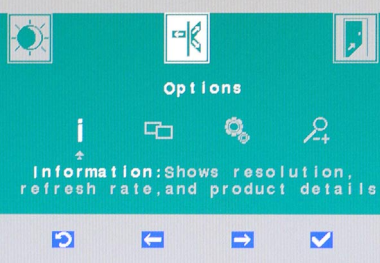 Options
i
Information:Shows resolution,
refresh rate,and product details